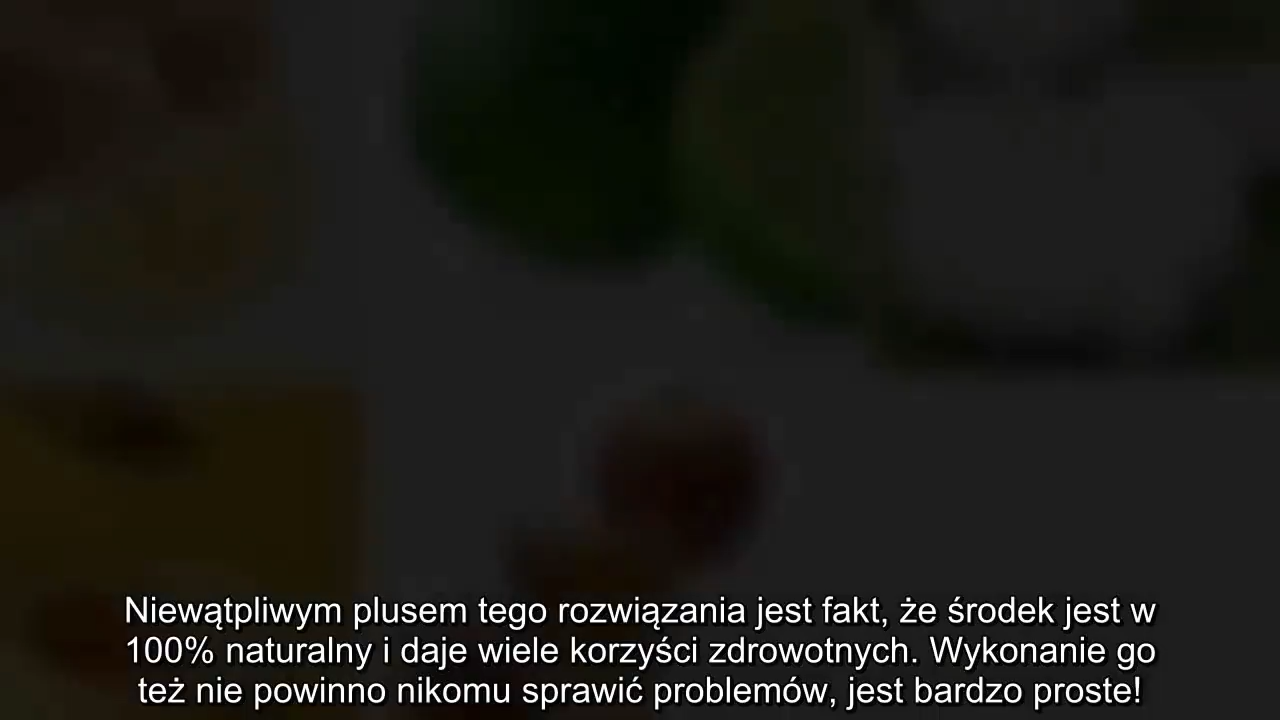 Niewątpliwym plusem tego rozwiązania jest fakt, że środek jest w
100% naturalny i daje wiele korzyści zdrowotnych. Wykonanie go
też nie powinno nikomu sprawić problemów, jest bardzo proste!